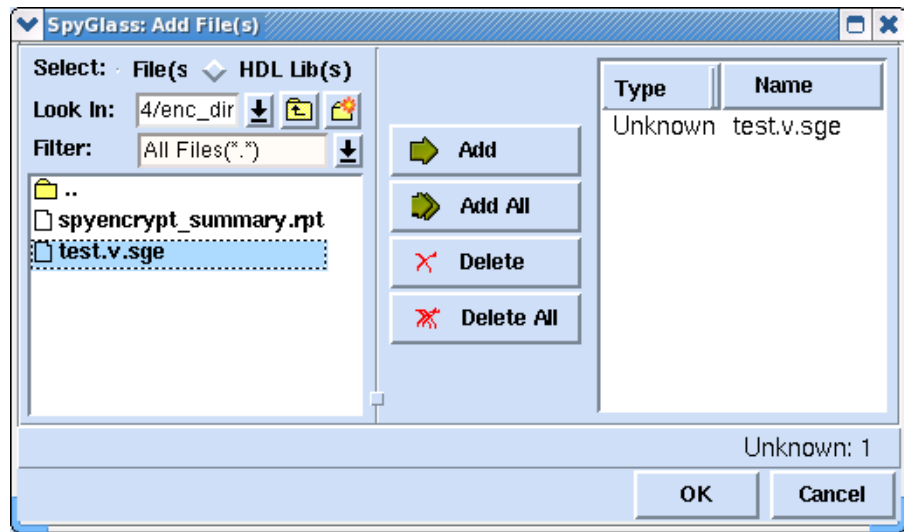 SpyGlass: Add File(s)
Select: File(s HDL Lib(s)
Look In: 4/enc_dir
Filter: All Files(*.*)
..
spyencrypt_summary.rpt
test.v.sge
Add
Add All
Delete
Delete All
Type Name
Unknown test.v.sge
Unknown: 1
OK Cancel